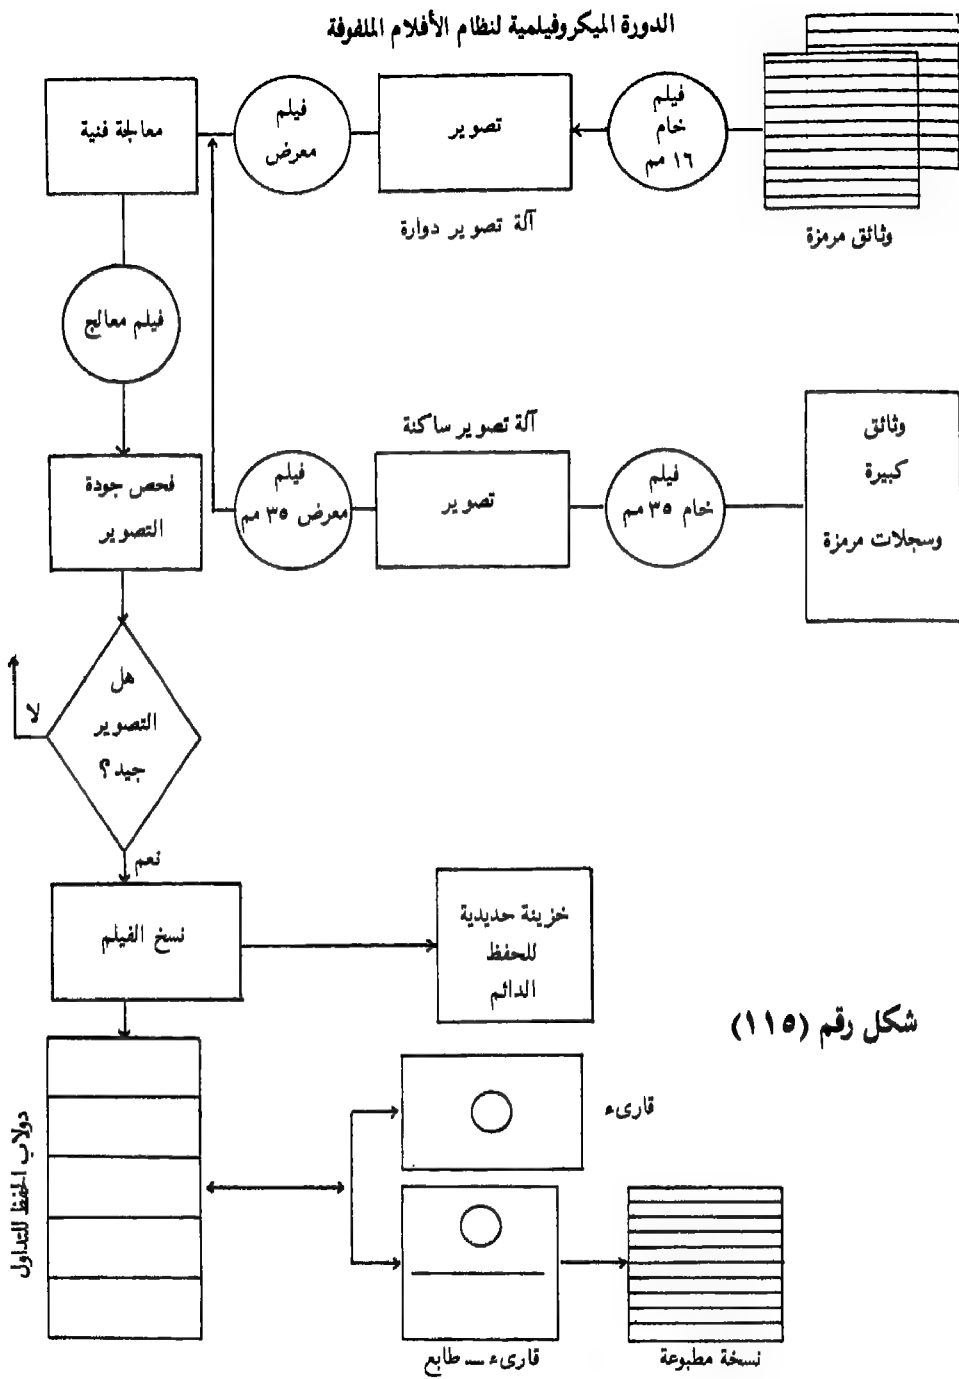 الدورة الميكروفيلمية لنظام الأفلام الملفوفة
وثائق مرمزة
فيلم
خام
١٦ مم
تصوير
آلة تصوير دوارة
فيلم
معرض
معالجة فنية
فيلم معالج
وثائق
كبيرة
وسجلات مرمزة
فيلم
خام ٣٥ مم
آلة تصوير ساكنة
تصوير
فيلم
معرض ٣٥ مم
فحص جودة
التصوير
هل
التصوير
جيد؟
لا
نعم
نسخ الفيلم
خزينة حديدية
للحفظ
الدائم
شكل رقم (١١٥)
دولاب الحفظ للتداول
قارىء
قارىء — طابع
نسخة مطبوعة